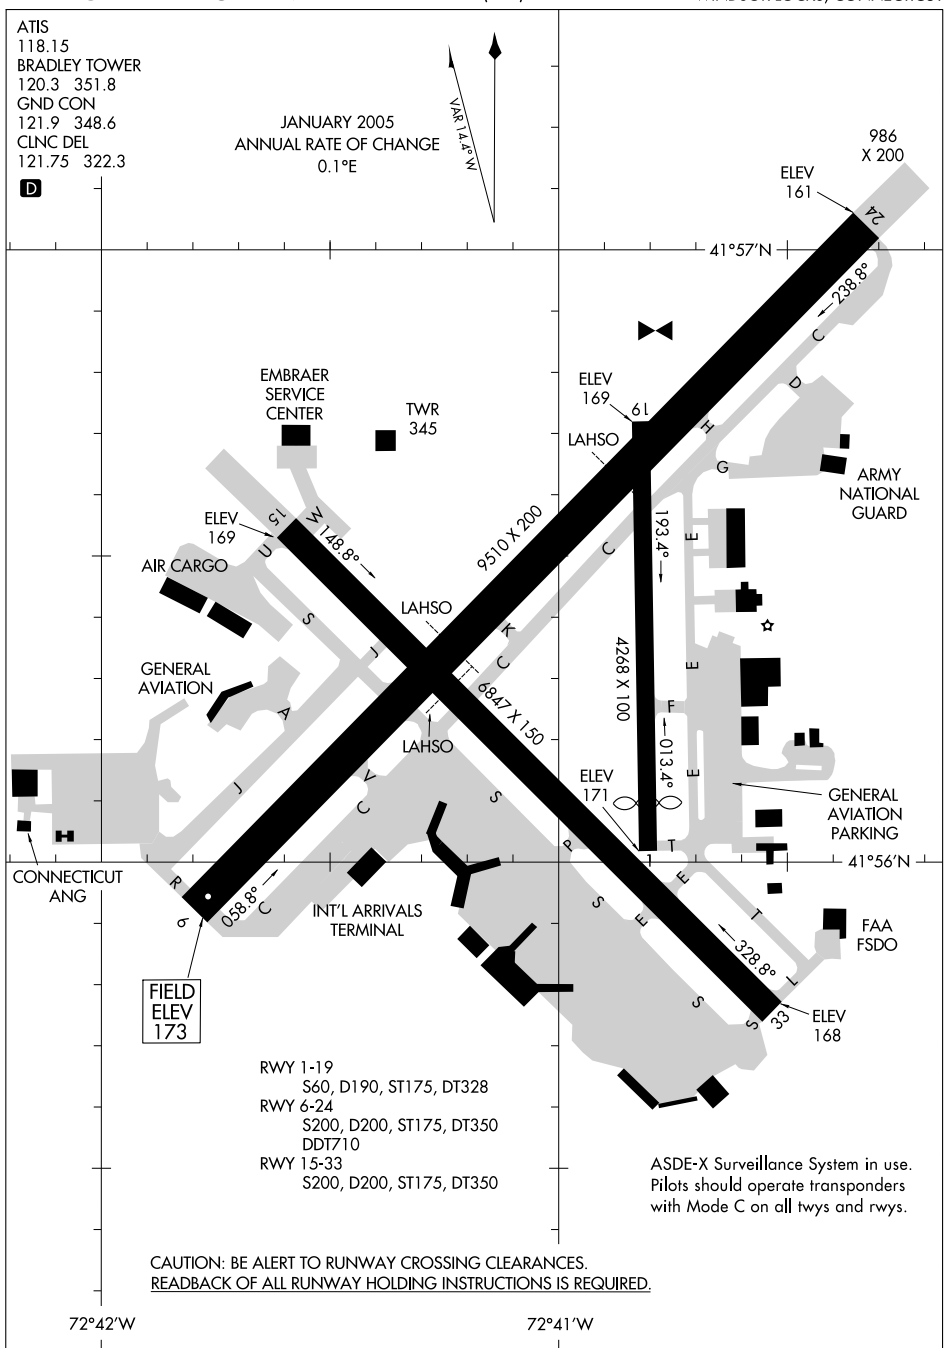 ATIS
118.15
BRADLEY TOWER
120.3 351.8
GND CON
121.9 348.6
CLNC DEL
121.75 322.3
D
JANUARY 2005
ANNUAL RATE OF CHANGE
0.1°E
VAR 14.4° W
986
X 200
ELEV
161
24
41°57'N
238.8°
C
D
EMBRAER
SERVICE
CENTER
TWR
345
ELEV
169
19
LAHSO
H
G
ARMY
NATIONAL
GUARD
ELEV
169
15
W
148.8°
U
9510 X 200
C
193.4°
E
AIR CARGO
LAHSO
S
J
K
C
4268 X 100
E
GENERAL
AVIATION
A
6847 X 150
F
LAHSO
013.4°
J
V
C
S
E
ELEV
171
GENERAL
AVIATION
PARKING
P
T
41°56'N
CONNECTICUT
ANG
R
6
058.8°
C
INT'L ARRIVALS
TERMINAL
S
E
E
T
328.8°
FAA
FSDO
L
FIELD
ELEV
173
S
S
33
ELEV
168
RWY 1-19
S60, D190, ST175, DT328
RWY 6-24
S200, D200, ST175, DT350
DDT710
RWY 15-33
S200, D200, ST175, DT350
ASDE-X Surveillance System in use.
Pilots should operate transponders
with Mode C on all twys and rwys.
CAUTION: BE ALERT TO RUNWAY CROSSING CLEARANCES.
READBACK OF ALL RUNWAY HOLDING INSTRUCTIONS IS REQUIRED.
72°42'W
72°41'W